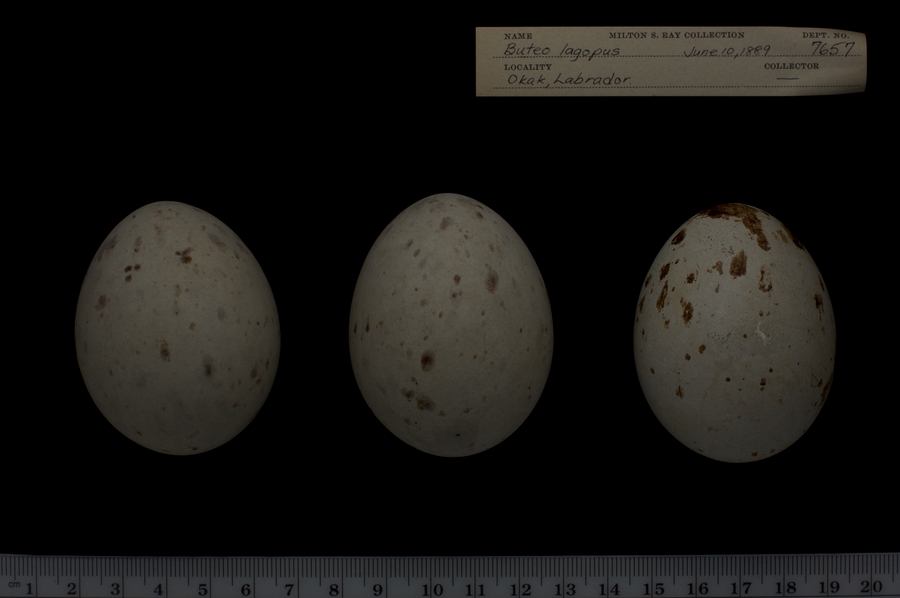 NAME MILTON S. RAY COLLECTION DEPT. NO.
Buteo lagopus June 10, 1889 7657
LOCALITY COLLECTOR
Okak, Labrador. —
cm 1 2 3 4 5 6 7 8 9 10 11 12 13 14 15 16 17 18 19 20